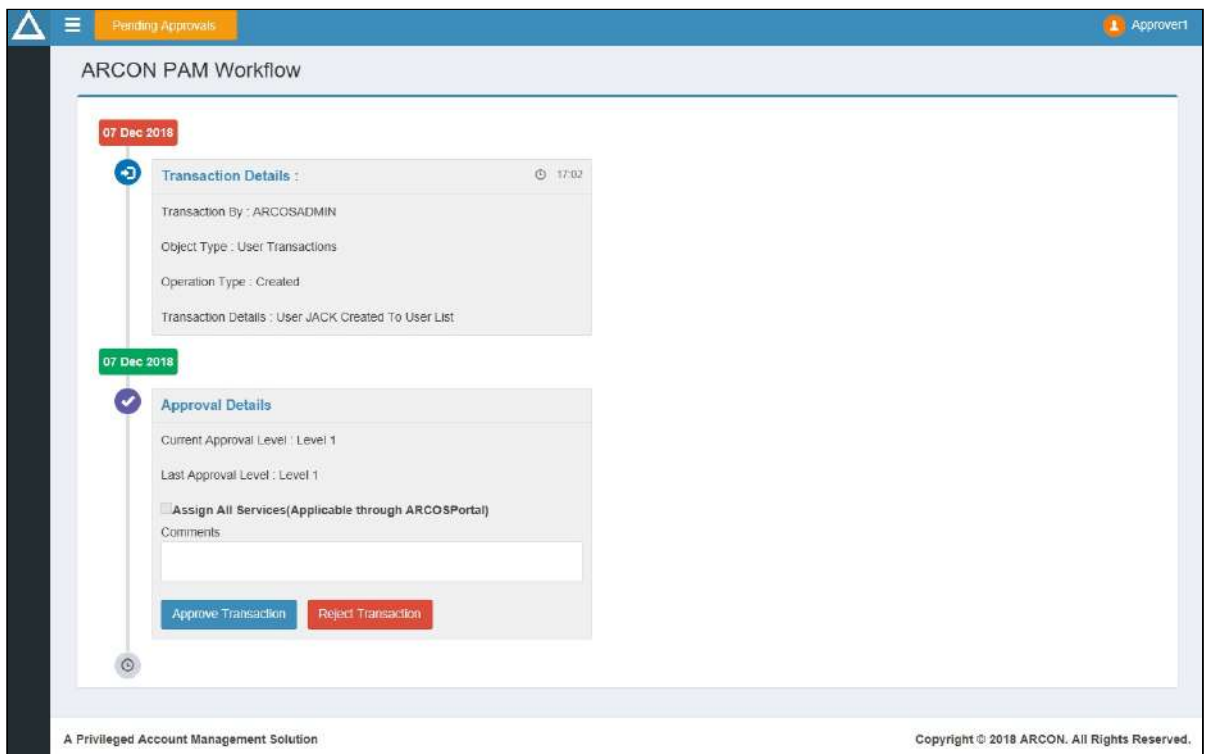 Pending Approvals
Approver1
ARCON PAM Workflow
07 Dec 2018
Transaction Details :
17:02
Transaction By : ARCOSADMIN
Object Type : User Transactions
Operation Type : Created
Transaction Details : User JACK Created To User List
07 Dec 2018
Approval Details
Current Approval Level : Level 1
Last Approval Level : Level 1
Assign All Services(Applicable through ARCOSPortal)
Comments
Approve Transaction
Reject Transaction
A Privileged Account Management Solution
Copyright © 2018 ARCON. All Rights Reserved.